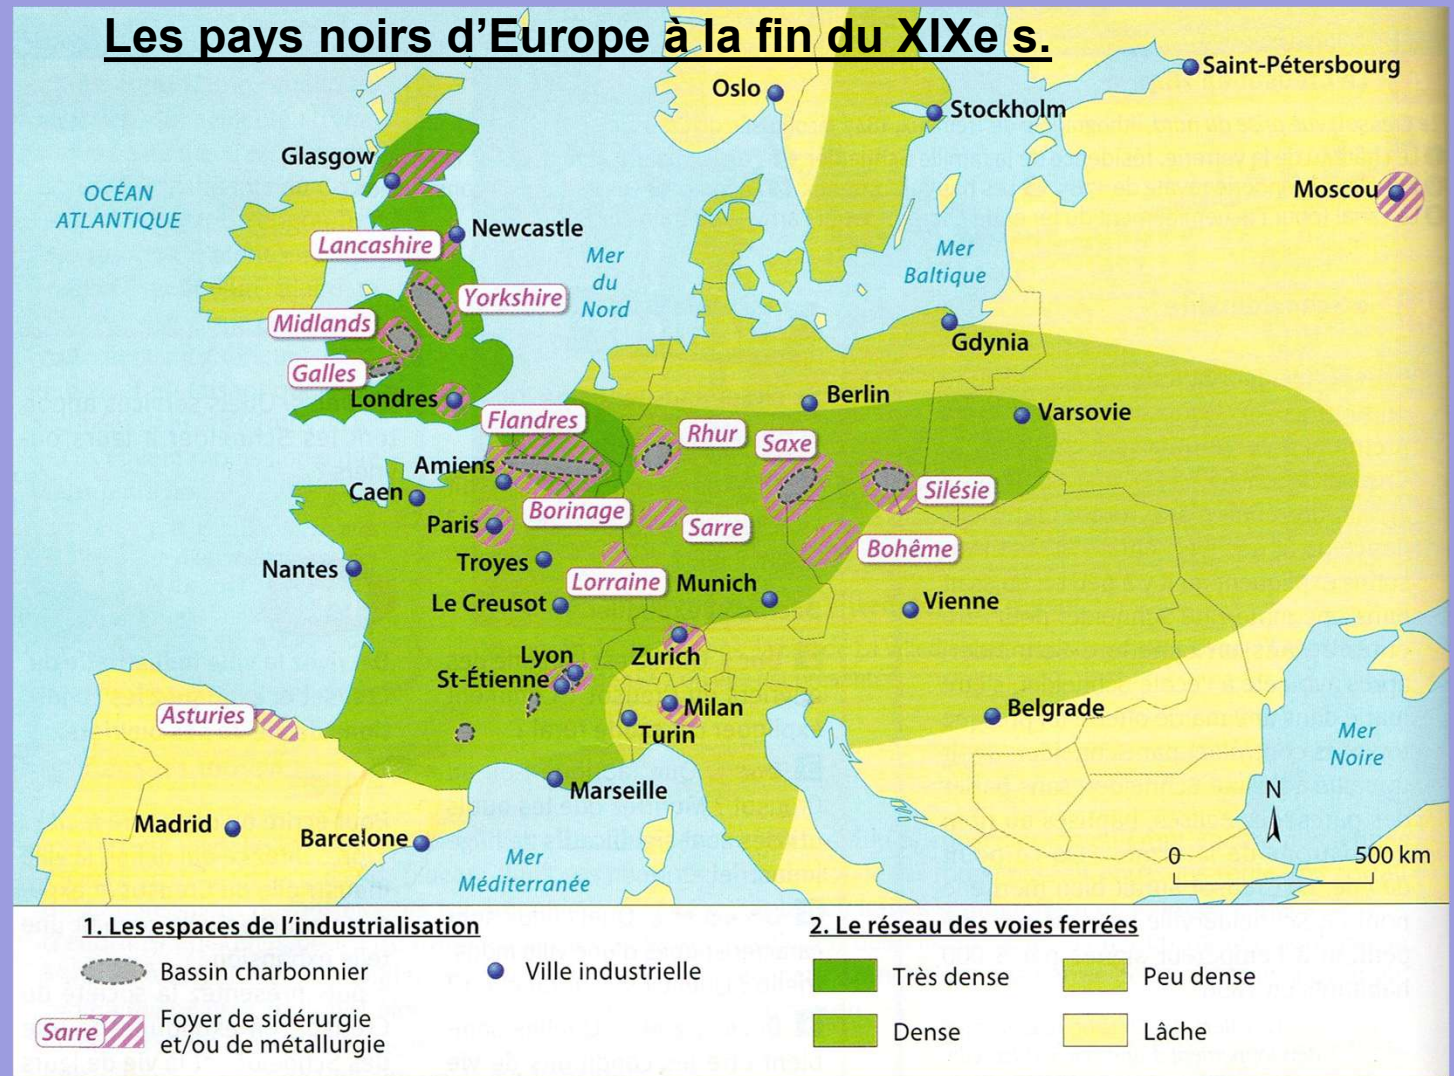 Les pays noirs d'Europe à la fin du XIXe s.
Saint-Pétersbourg
Oslo
Stockholm
Glasgow
Moscou
OCÉAN
ATLANTIQUE
Newcastle
Lancashire
Mer
du
Nord
Mer
Baltique
Yorkshire
Midlands
Gdynia
Galles
Londres
Berlin
Flandres
Varsovie
Rhur
Saxe
Amiens
Caen
Silésie
Borinage
Paris
Sarre
Bohême
Troyes
Nantes
Lorraine
Munich
Le Creusot
Vienne
Lyon
Zurich
St-Étienne
Asturies
Milan
Belgrade
Turin
Mer
Noire
Marseille
N
Madrid
Barcelone
Mer
Méditerranée
0 500 km
1. Les espaces de l'industrialisation
Bassin charbonnier
Ville industrielle
Sarre
Foyer de sidérurgie
et/ou de métallurgie
2. Le réseau des voies ferrées
Très dense
Peu dense
Dense
Lâche